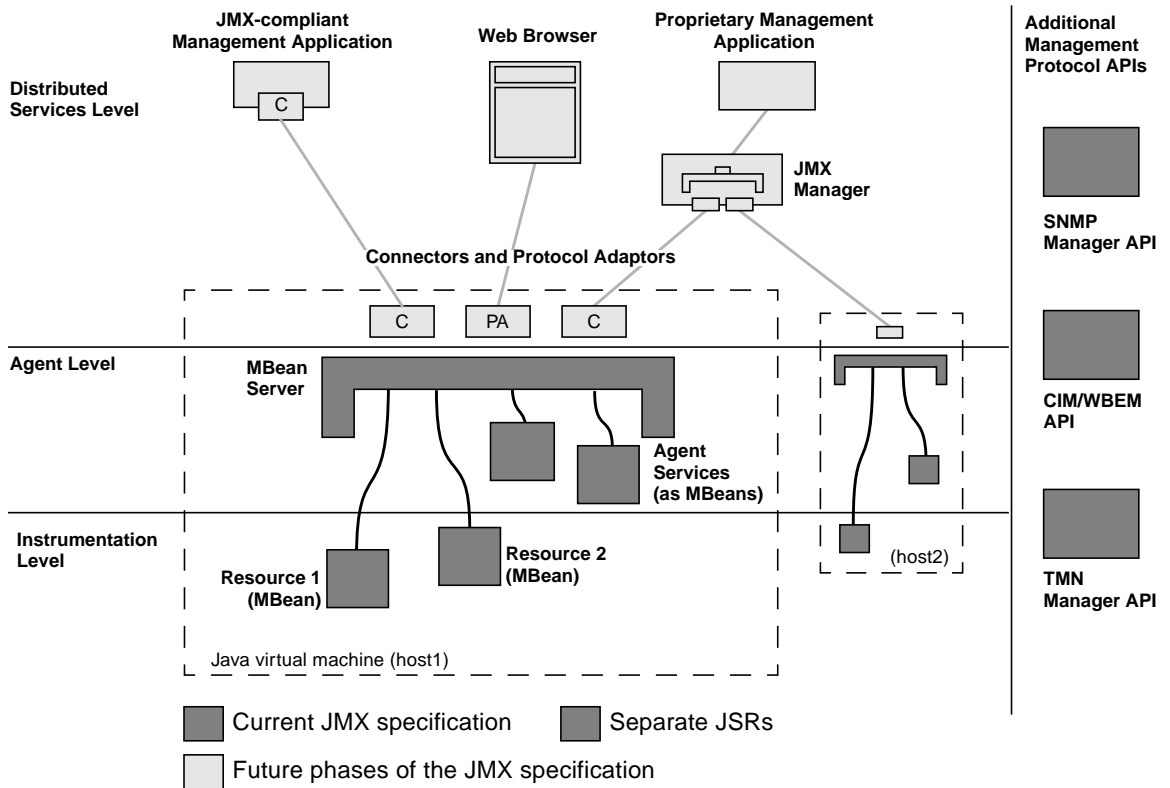 JMX-compliant
Management Application
Web Browser
Proprietary Management
Application
Additional
Management
Protocol APIs
Distributed
Services Level
C
JMX
Manager
SNMP
Manager API
Connectors and Protocol Adaptors
C
PA
C
Agent Level
MBean
Server
CIM/WBEM
API
Agent
Services
(as MBeans)
Instrumentation
Level
Resource 1
(MBean)
Resource 2
(MBean)
(host2)
TMN
Manager API
Java virtual machine (host1)
Current JMX specification
Separate JSRs
Future phases of the JMX specification